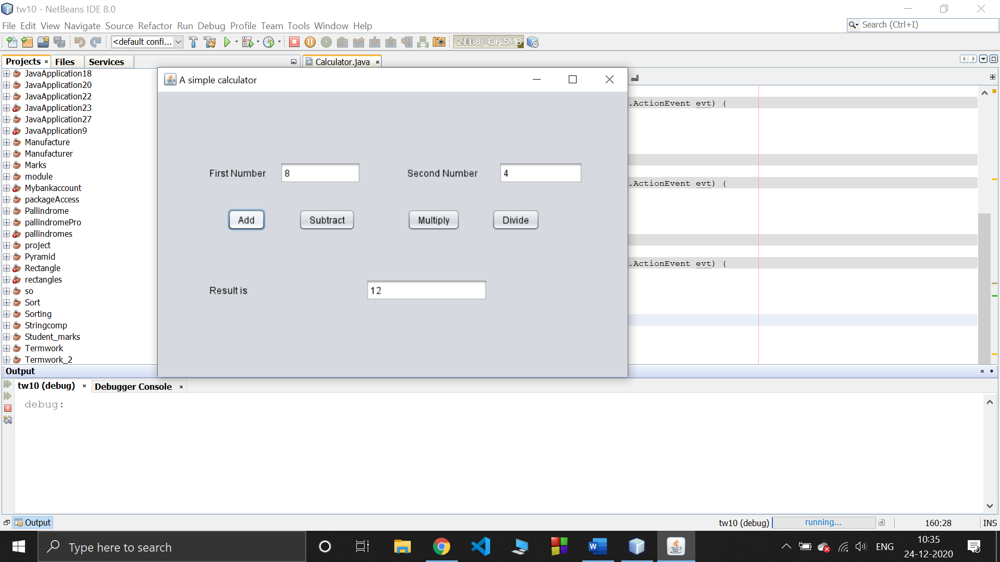 tw10 - NetBeans IDE 8.0
File Edit View Navigate Source Refactor Run Debug Profile Team Tools Window Help
Search (Ctrl+I)
<default confi...
211.8/438.5MB
Projects
Files
Services
Calculator.java
JavaApplication18
JavaApplication20
JavaApplication22
JavaApplication23
JavaApplication27
JavaApplication9
Manufacture
Manufacturer
Marks
module
Mybankaccount
packageAccess
Pallindrome
pallindromePro
pallindromes
project
Pyramid
Rectangle
rectangles
so
Sort
Sorting
Stringcomp
Student_marks
Termwork
Termwork_2
A simple calculator
First Number 8 Second Number 4
Add Subtract Multiply Divide
Result is 12
.ActionEvent evt) {
.ActionEvent evt) {
.ActionEvent evt) {
Output
tw10 (debug)
Debugger Console
debug:
Output
tw10 (debug) running... 160:28 INS
Type here to search
ENG
10:35
24-12-2020